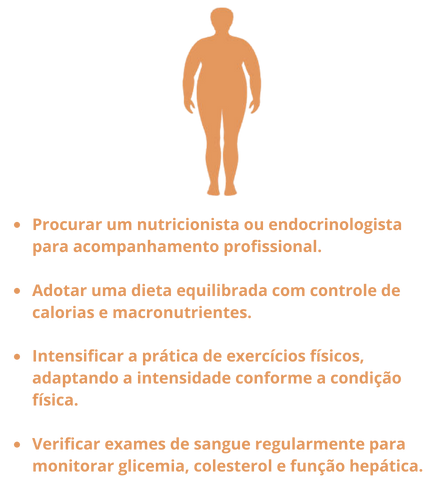 • Procurar um nutricionista ou endocrinologista
para acompanhamento profissional.
• Adotar uma dieta equilibrada com controle de
calorias e macronutrientes.
• Intensificar a prática de exercícios físicos,
adaptando a intensidade conforme a condição
física.
• Verificar exames de sangue regularmente para
monitorar glicemia, colesterol e função hepática.